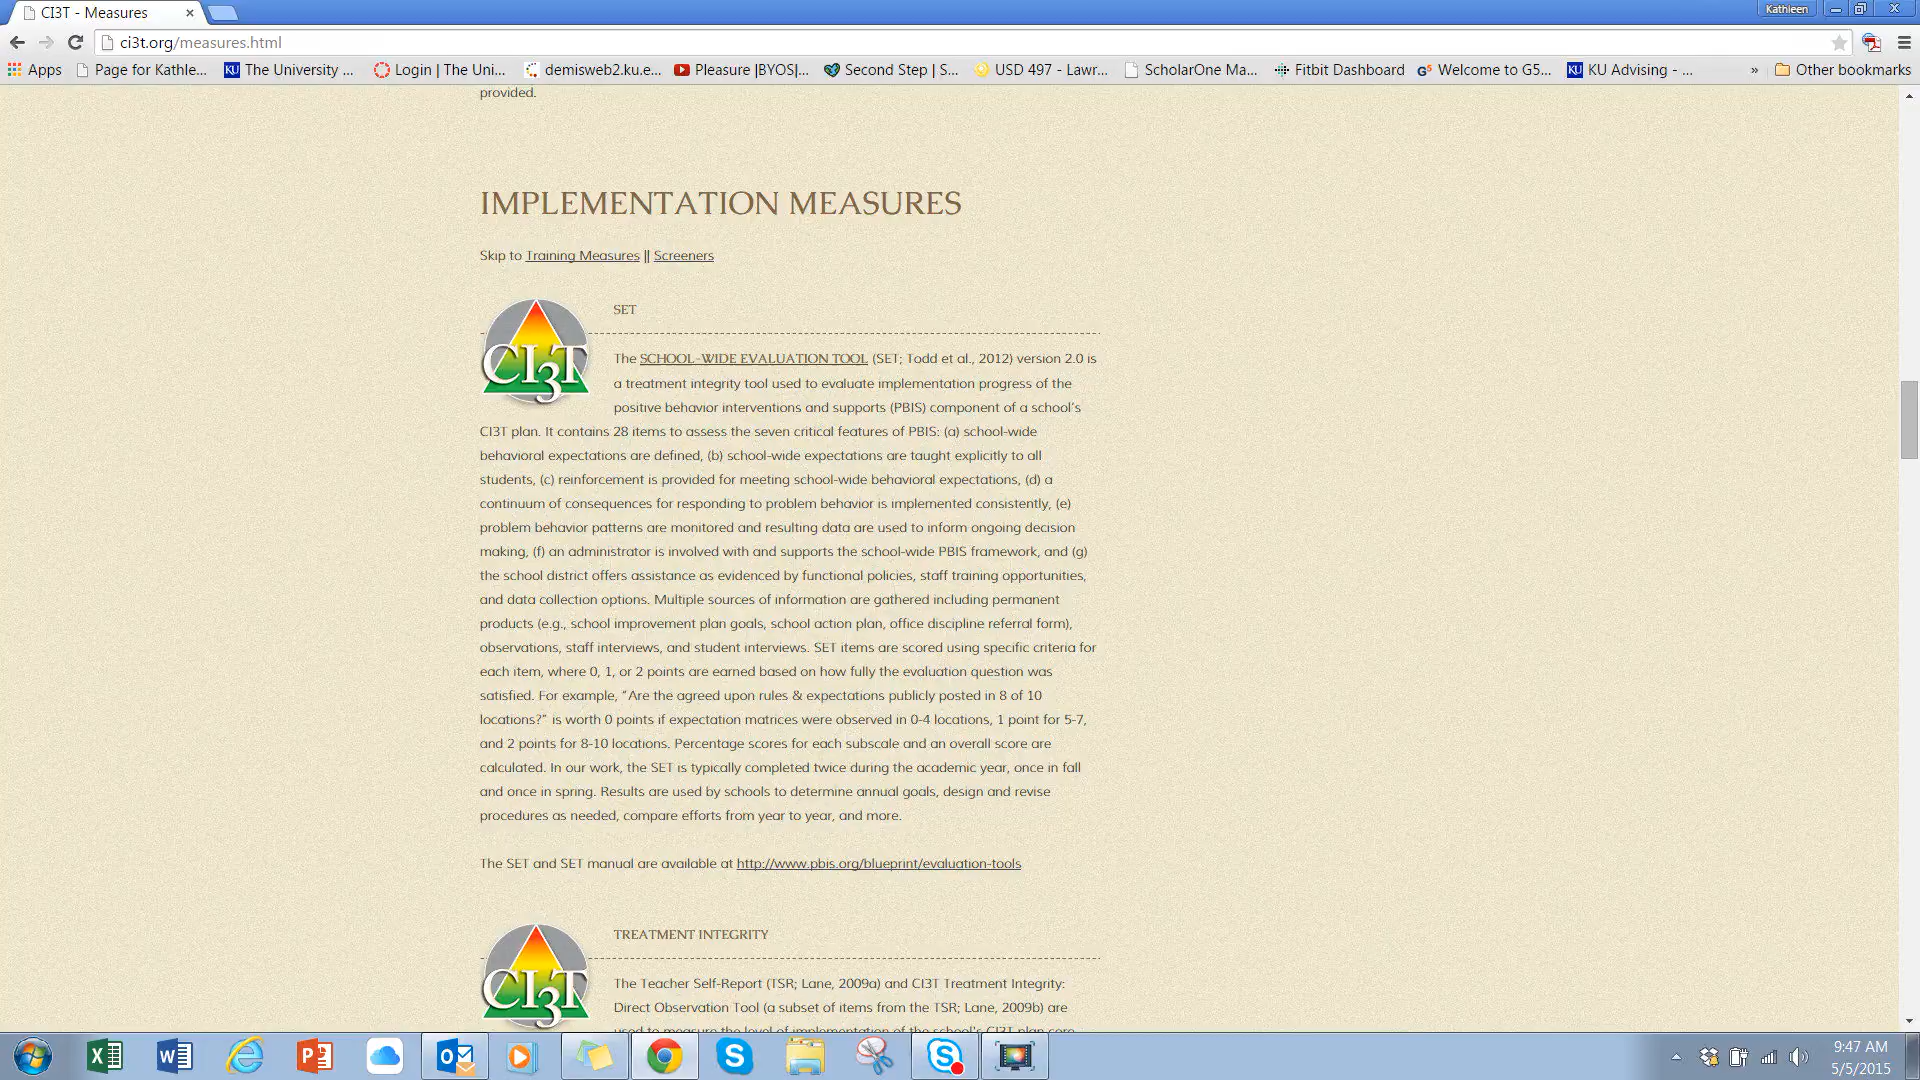 CI3T - Measures
Kathleen
ci3t.org/measures.html
Apps Page for Kathle... The University ... Login | The Uni... demisweb2.ku.e... Pleasure |BYOS|... Second Step | S... USD 497 - Lawr... ScholarOne Ma... Fitbit Dashboard Welcome to G5... KU Advising - ... » Other bookmarks
provided.
IMPLEMENTATION MEASURES
Skip to Training Measures || Screeners
CI3T
SET
The SCHOOL-WIDE EVALUATION TOOL (SET; Todd et al., 2012) version 2.0 is
a treatment integrity tool used to evaluate implementation progress of the
positive behavior interventions and supports (PBIS) component of a school's
CI3T plan. It contains 28 items to assess the seven critical features of PBIS: (a) school-wide
behavioral expectations are defined, (b) school-wide expectations are taught explicitly to all
students, (c) reinforcement is provided for meeting school-wide behavioral expectations, (d) a
continuum of consequences for responding to problem behavior is implemented consistently, (e)
problem behavior patterns are monitored and resulting data are used to inform ongoing decision
making, (f) an administrator is involved with and supports the school-wide PBIS framework, and (g)
the school district offers assistance as evidenced by functional policies, staff training opportunities,
and data collection options. Multiple sources of information are gathered including permanent
products (e.g., school improvement plan goals, school action plan, office discipline referral form),
observations, staff interviews, and student interviews. SET items are scored using specific criteria for
each item, where 0, 1, or 2 points are earned based on how fully the evaluation question was
satisfied. For example, "Are the agreed upon rules & expectations publicly posted in 8 of 10
locations?" is worth 0 points if expectation matrices were observed in 0-4 locations, 1 point for 5-7,
and 2 points for 8-10 locations. Percentage scores for each subscale and an overall score are
calculated. In our work, the SET is typically completed twice during the academic year, once in fall
and once in spring. Results are used by schools to determine annual goals, design and revise
procedures as needed, compare efforts from year to year, and more.
The SET and SET manual are available at http://www.pbis.org/blueprint/evaluation-tools
CI3T
TREATMENT INTEGRITY
The Teacher Self-Report (TSR; Lane, 2009a) and CI3T Treatment Integrity:
Direct Observation Tool (a subset of items from the TSR; Lane, 2009b) are
used to measure the level of implementation of the school's CI3T plan core
9:47 AM
5/5/2015